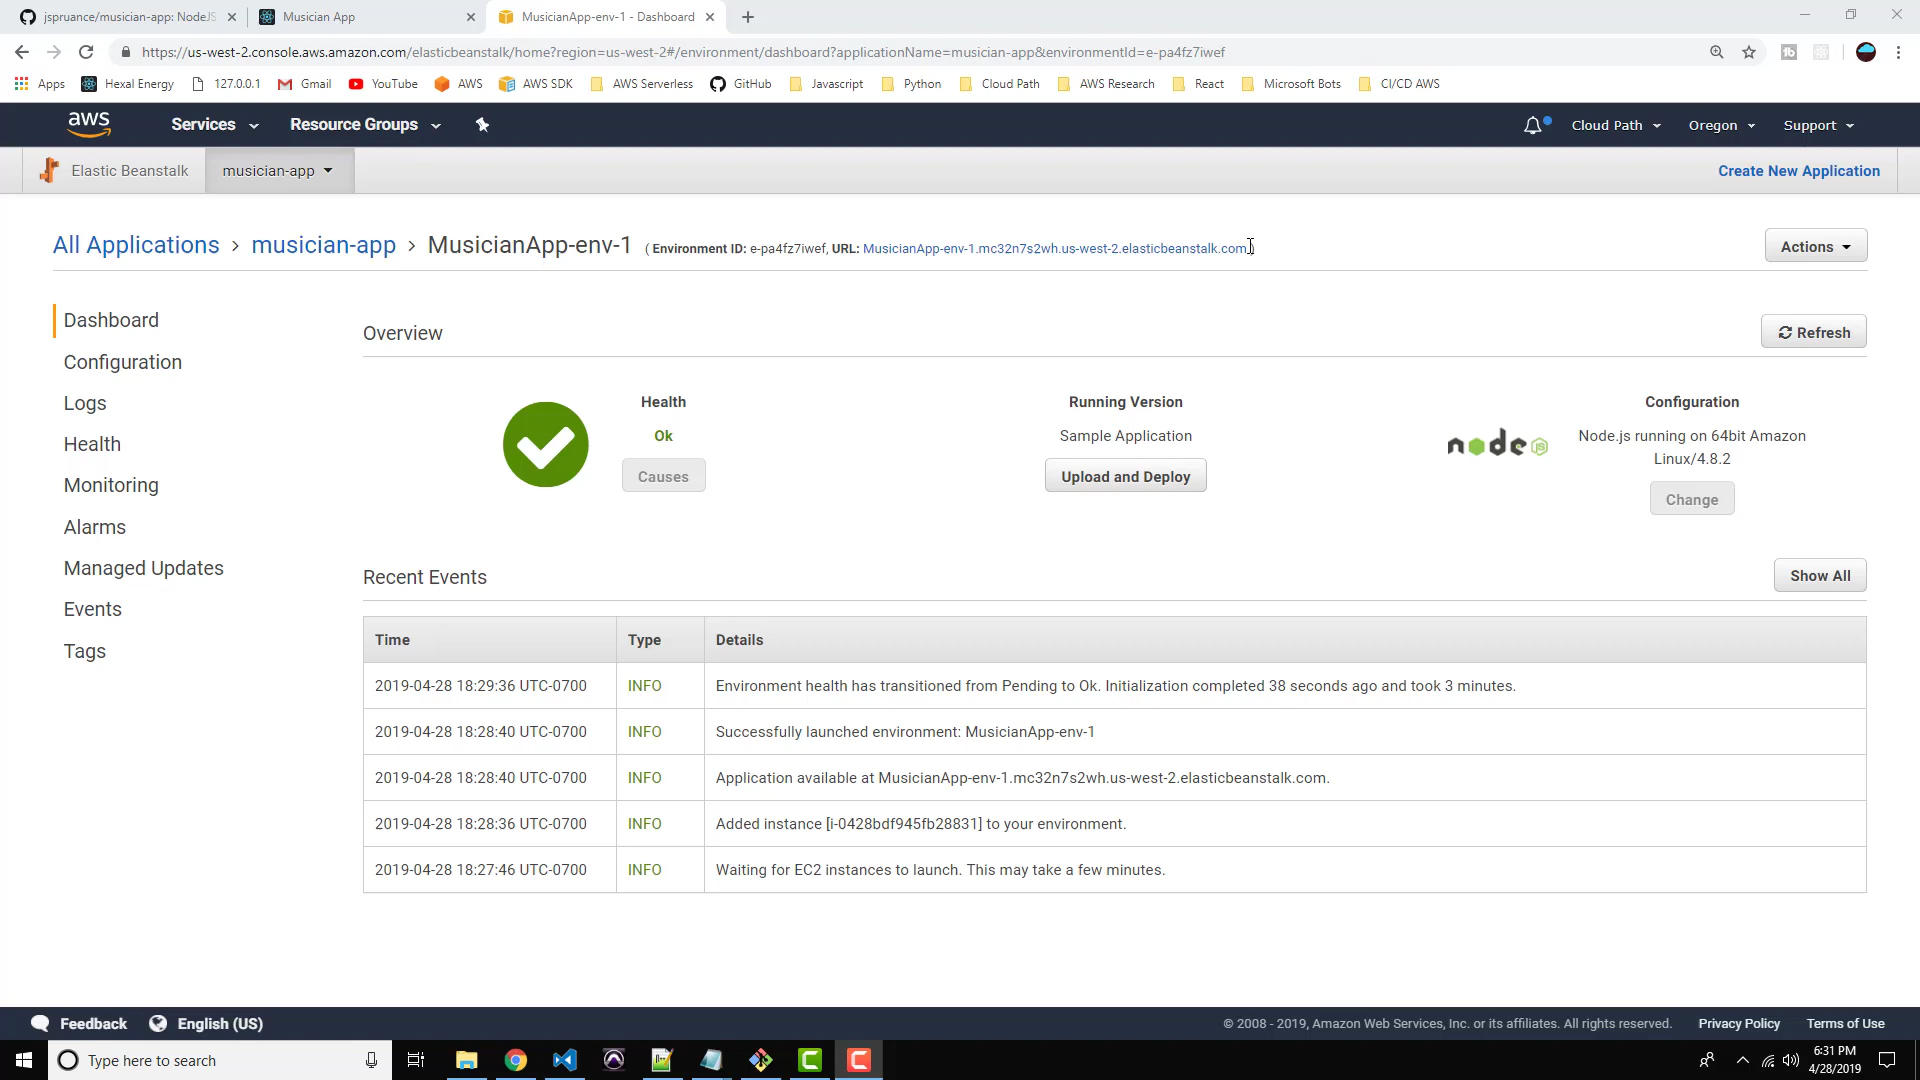 jspruance/musician-app: NodeJS
Musician App
MusicianApp-env-1 - Dashboard
https://us-west-2.console.aws.amazon.com/elasticbeanstalk/home?region=us-west-2#/environment/dashboard?applicationName=musician-app&environmentId=e-pa4fz7iwef
Apps Hexal Energy 127.0.0.1 Gmail YouTube AWS AWS SDK AWS Serverless GitHub Javascript Python Cloud Path AWS Research React Microsoft Bots CI/CD AWS
aws Services Resource Groups Cloud Path Oregon Support
Elastic Beanstalk musician-app Create New Application
All Applications > musician-app > MusicianApp-env-1 ( Environment ID: e-pa4fz7iwef, URL: MusicianApp-env-1.mc32n7s2wh.us-west-2.elasticbeanstalk.com )
Actions
Dashboard
Configuration
Logs
Health
Monitoring
Alarms
Managed Updates
Events
Tags
Overview
Refresh
Health
Ok
Causes
Running Version
Sample Application
Upload and Deploy
node JS
Configuration
Node.js running on 64bit Amazon
Linux/4.8.2
Change
Recent Events
Show All
Time Type Details
2019-04-28 18:29:36 UTC-0700 INFO Environment health has transitioned from Pending to Ok. Initialization completed 38 seconds ago and took 3 minutes.
2019-04-28 18:28:40 UTC-0700 INFO Successfully launched environment: MusicianApp-env-1
2019-04-28 18:28:40 UTC-0700 INFO Application available at MusicianApp-env-1.mc32n7s2wh.us-west-2.elasticbeanstalk.com.
2019-04-28 18:28:36 UTC-0700 INFO Added instance [i-0428bdf945fb28831] to your environment.
2019-04-28 18:27:46 UTC-0700 INFO Waiting for EC2 instances to launch. This may take a few minutes.
Feedback English (US) © 2008 - 2019, Amazon Web Services, Inc. or its affiliates. All rights reserved. Privacy Policy Terms of Use
Type here to search
6:31 PM
4/28/2019